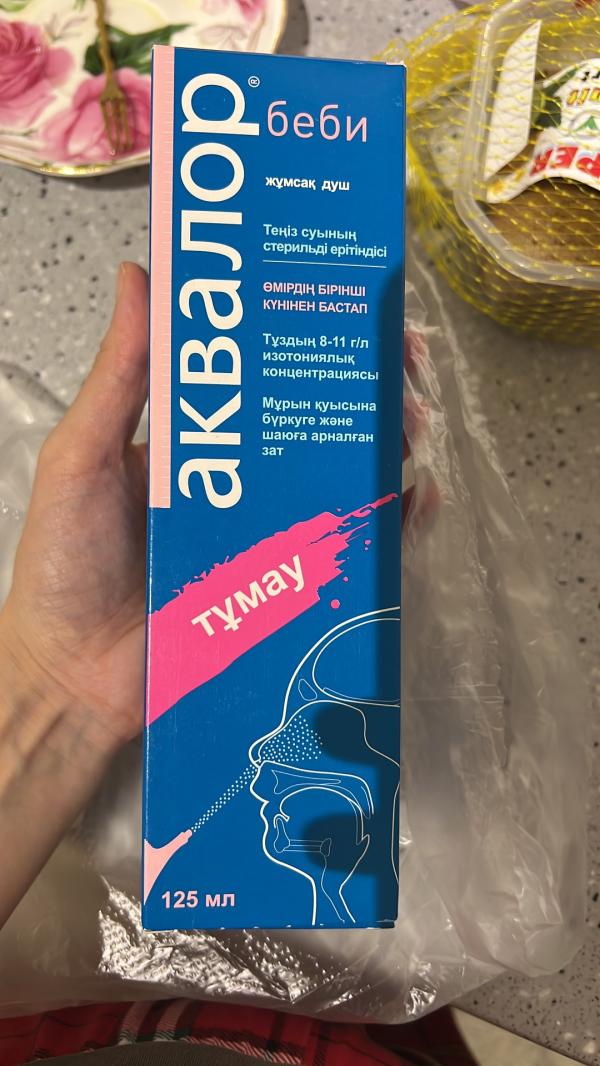 аквалор®
беби
жұмсақ душ
Теңіз суының
стерильді ерітіндісі
ӨМІРДІҢ БІРІНШІ
КҮНІНЕН БАСТАП
Тұздың 8-11 г/л
изотониялық
концентрациясы
Мұрын қуысына
бүркуге және
шаюға арналған
зат
тұмау
125 мл